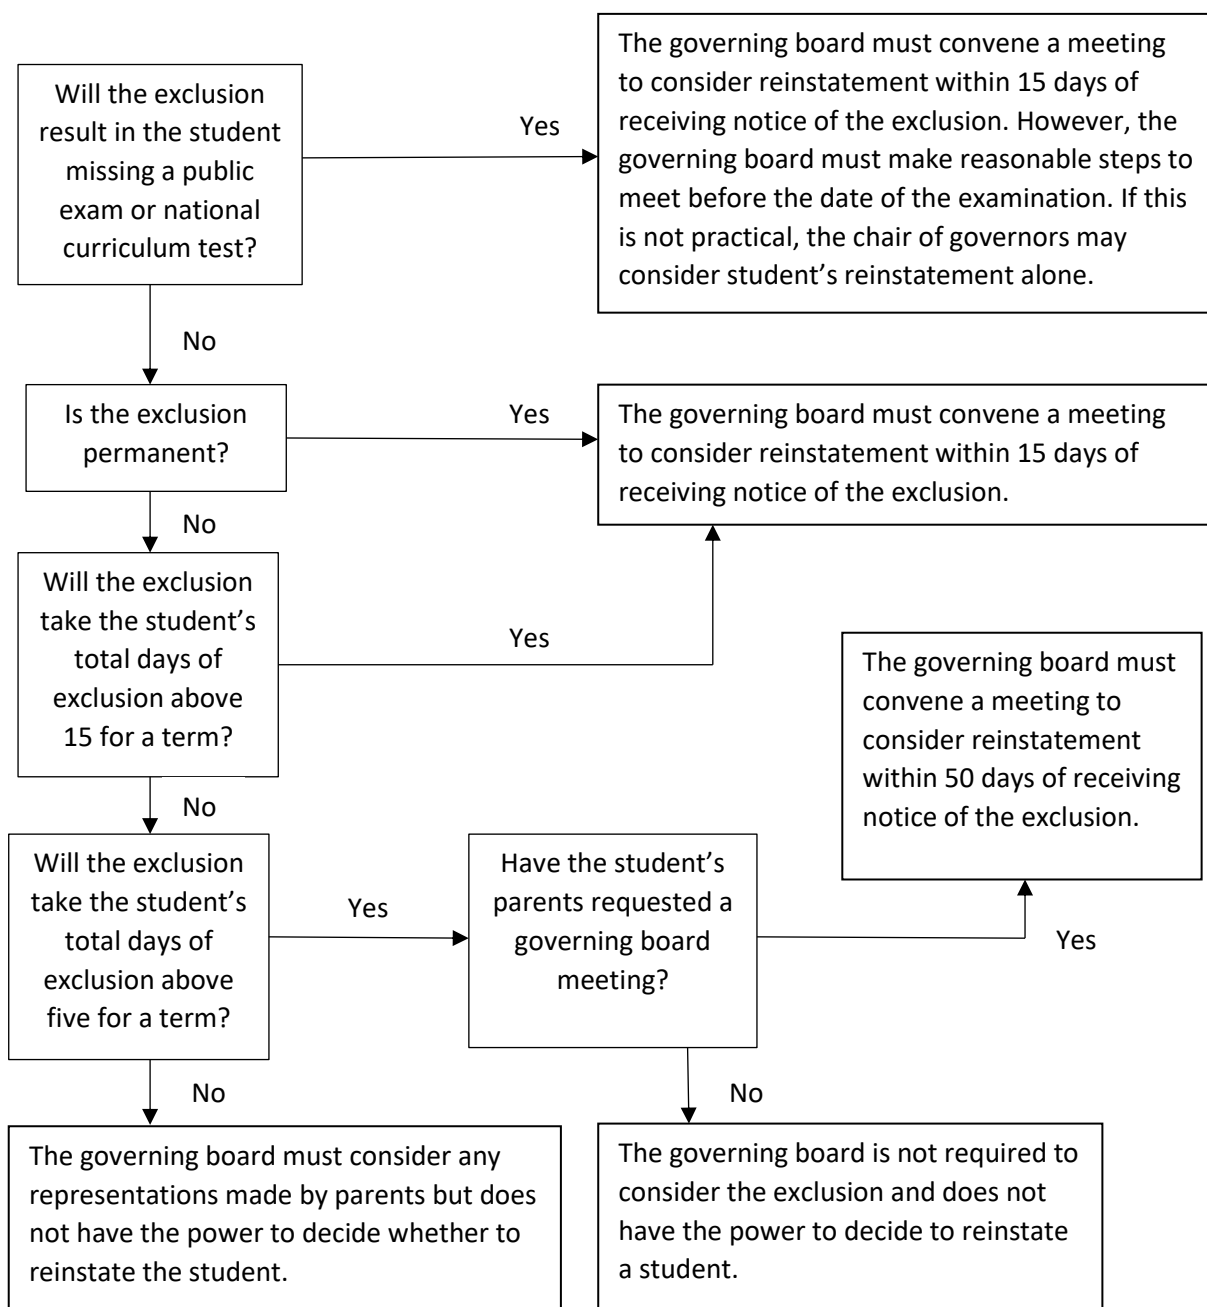 Will the exclusion
result in the student
missing a public
exam or national
curriculum test?
Yes
The governing board must convene a meeting
to consider reinstatement within 15 days of
receiving notice of the exclusion. However, the
governing board must make reasonable steps to
meet before the date of the examination. If this
is not practical, the chair of governors may
consider student’s reinstatement alone.
No
Is the exclusion
permanent?
Yes
The governing board must convene a meeting
to consider reinstatement within 15 days of
receiving notice of the exclusion.
No
Will the exclusion
take the student’s
total days of
exclusion above
15 for a term?
Yes
The governing board must
convene a meeting to
consider reinstatement
within 50 days of receiving
notice of the exclusion.
No
Will the exclusion
take the student’s
total days of
exclusion above
five for a term?
Yes
Have the student’s
parents requested a
governing board
meeting?
Yes
No
No
The governing board must consider any
representations made by parents but does
not have the power to decide whether to
reinstate the student.
The governing board is not required to
consider the exclusion and does not
have the power to decide to reinstate
a student.